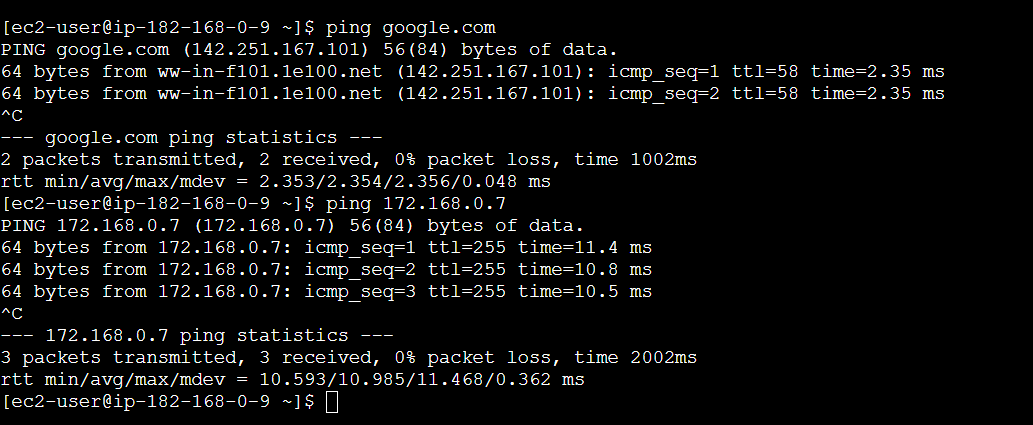 [ec2-user@ip-182-168-0-9 ~]$ ping google.com
PING google.com (142.251.167.101) 56(84) bytes of data.
64 bytes from ww-in-f101.1e100.net (142.251.167.101): icmp_seq=1 ttl=58 time=2.35 ms
64 bytes from ww-in-f101.1e100.net (142.251.167.101): icmp_seq=2 ttl=58 time=2.35 ms
^C
--- google.com ping statistics ---
2 packets transmitted, 2 received, 0% packet loss, time 1002ms
rtt min/avg/max/mdev = 2.353/2.354/2.356/0.048 ms
[ec2-user@ip-182-168-0-9 ~]$ ping 172.168.0.7
PING 172.168.0.7 (172.168.0.7) 56(84) bytes of data.
64 bytes from 172.168.0.7: icmp_seq=1 ttl=255 time=11.4 ms
64 bytes from 172.168.0.7: icmp_seq=2 ttl=255 time=10.8 ms
64 bytes from 172.168.0.7: icmp_seq=3 ttl=255 time=10.5 ms
^C
--- 172.168.0.7 ping statistics ---
3 packets transmitted, 3 received, 0% packet loss, time 2002ms
rtt min/avg/max/mdev = 10.593/10.985/11.468/0.362 ms
[ec2-user@ip-182-168-0-9 ~]$